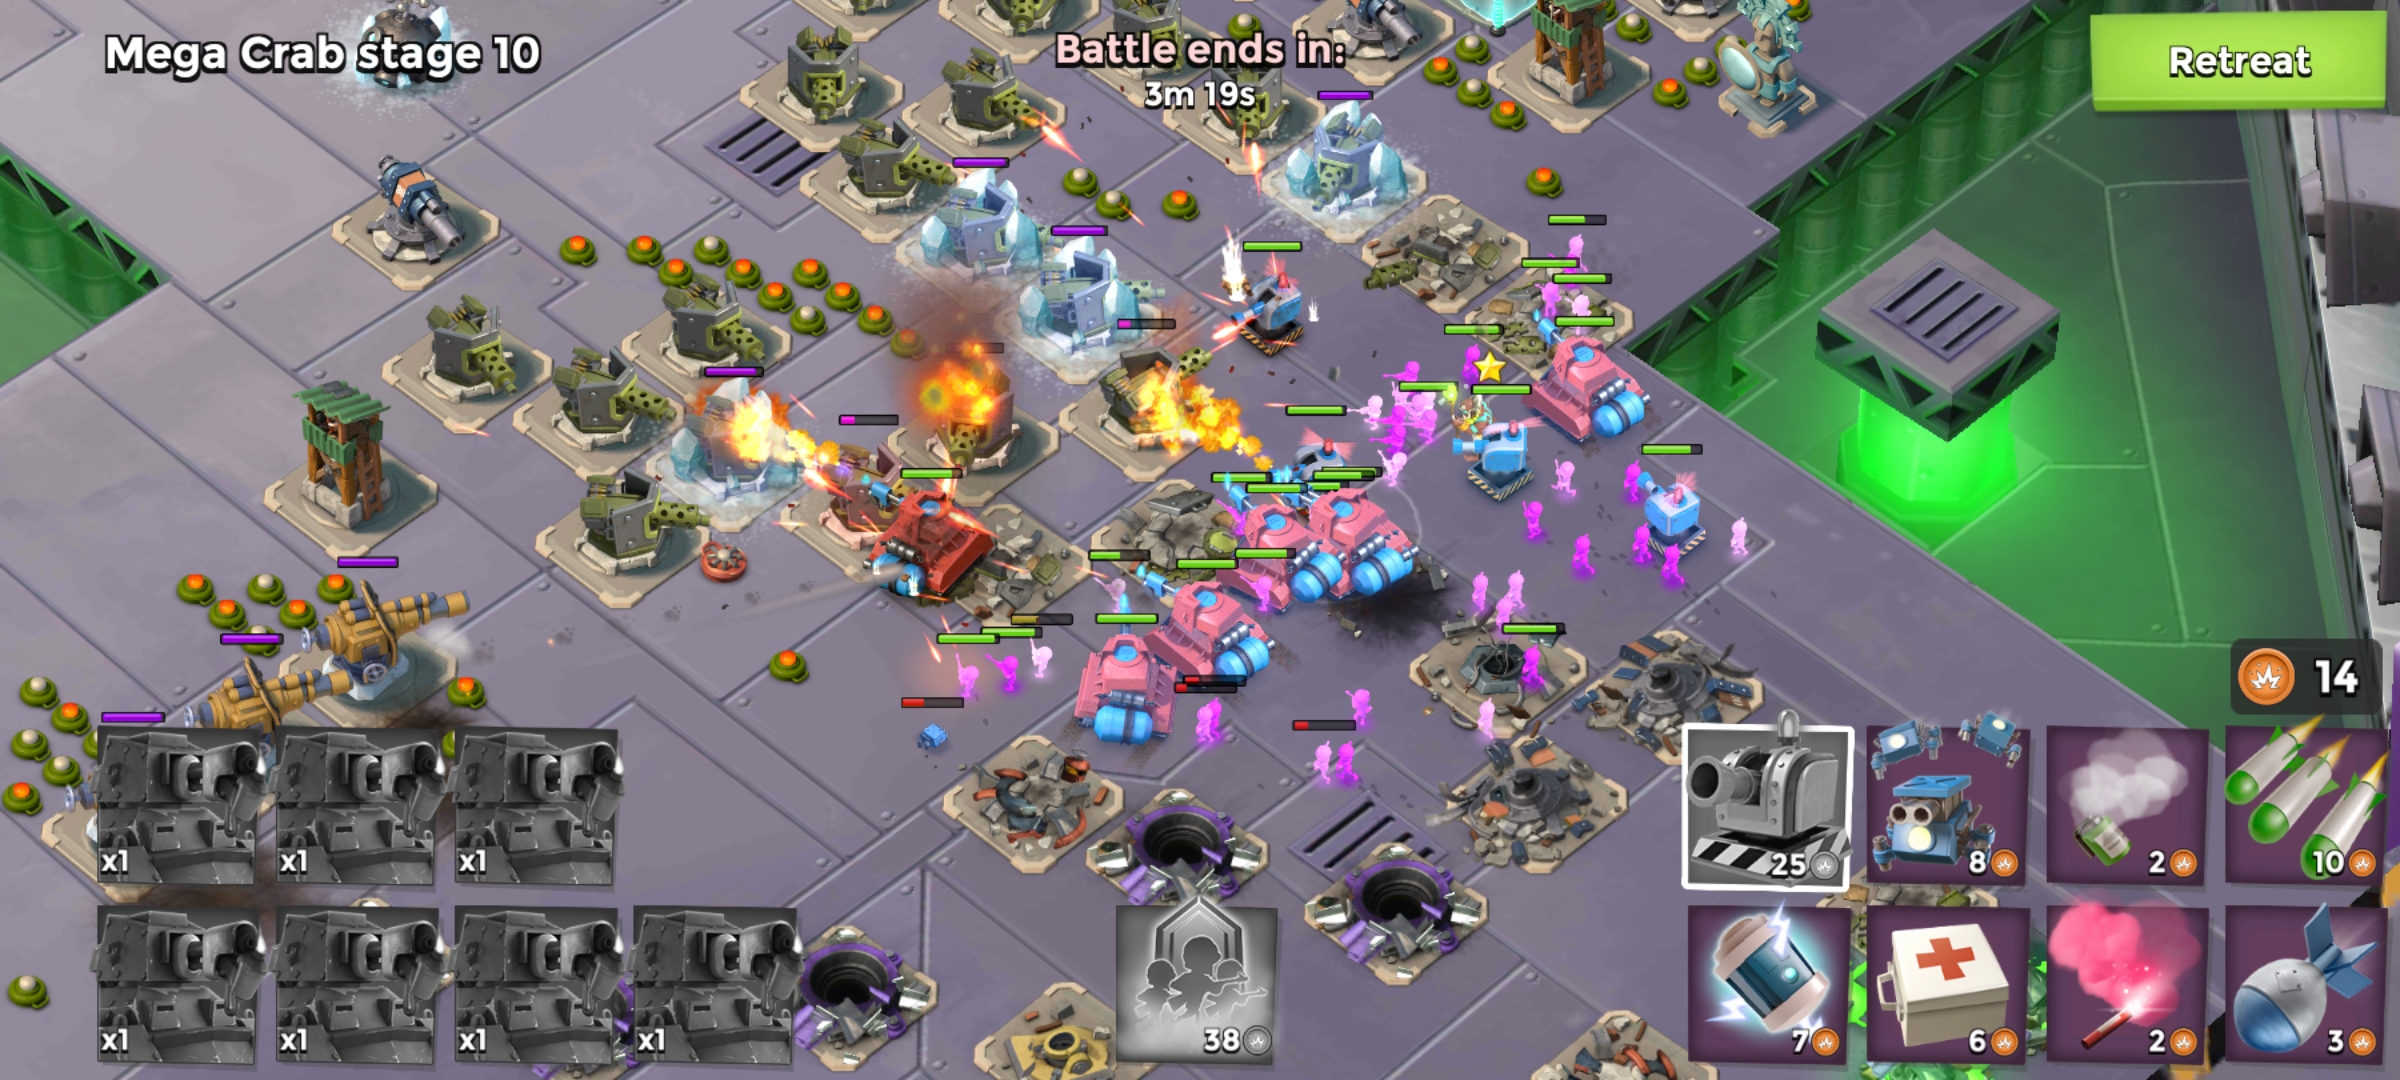 Mega Crab stage 10
Battle ends in:
3m 19s
Retreat
14
x1
x1
x1
25
8
2
10
x1
x1
x1
x1
38
7
6
2
3